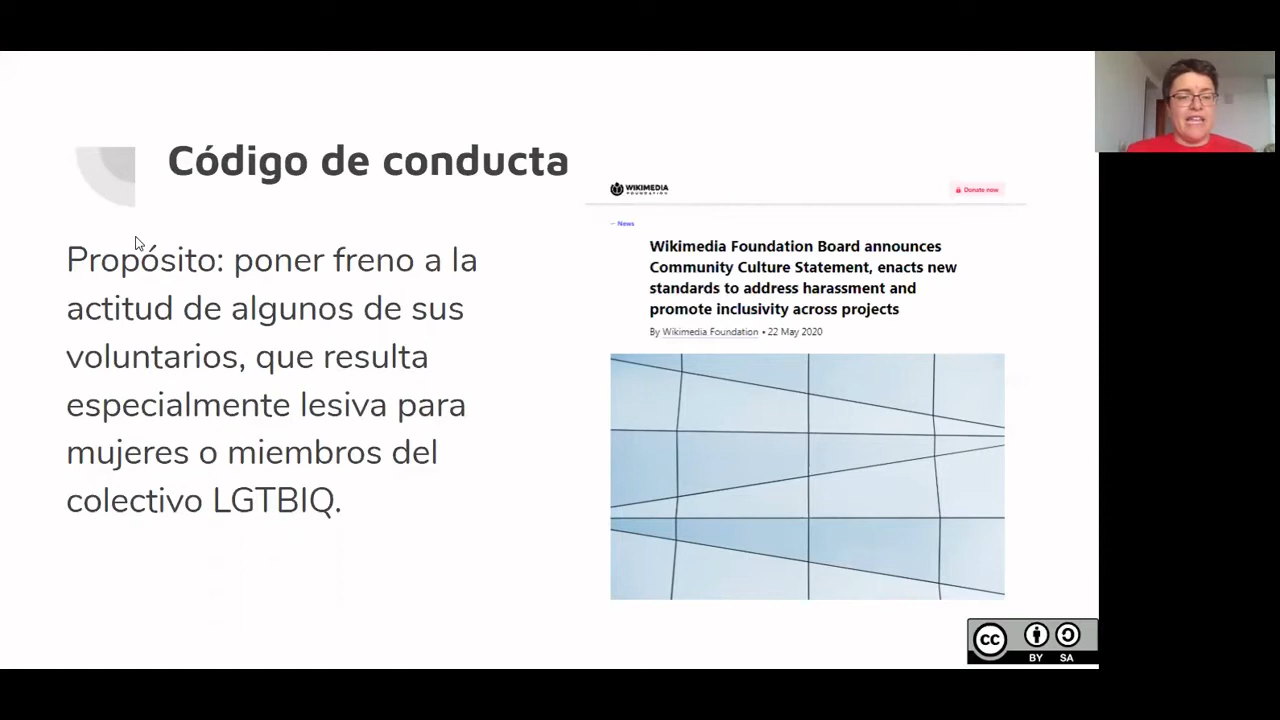 Código de conducta
Propósito: poner freno a la
actitud de algunos de sus
voluntarios, que resulta
especialmente lesiva para
mujeres o miembros del
colectivo LGTBIQ.
WIKIMEDIA
FOUNDATION
Donate now
← News
Wikimedia Foundation Board announces
Community Culture Statement, enacts new
standards to address harassment and
promote inclusivity across projects
By Wikimedia Foundation • 22 May 2020
cc
BY SA